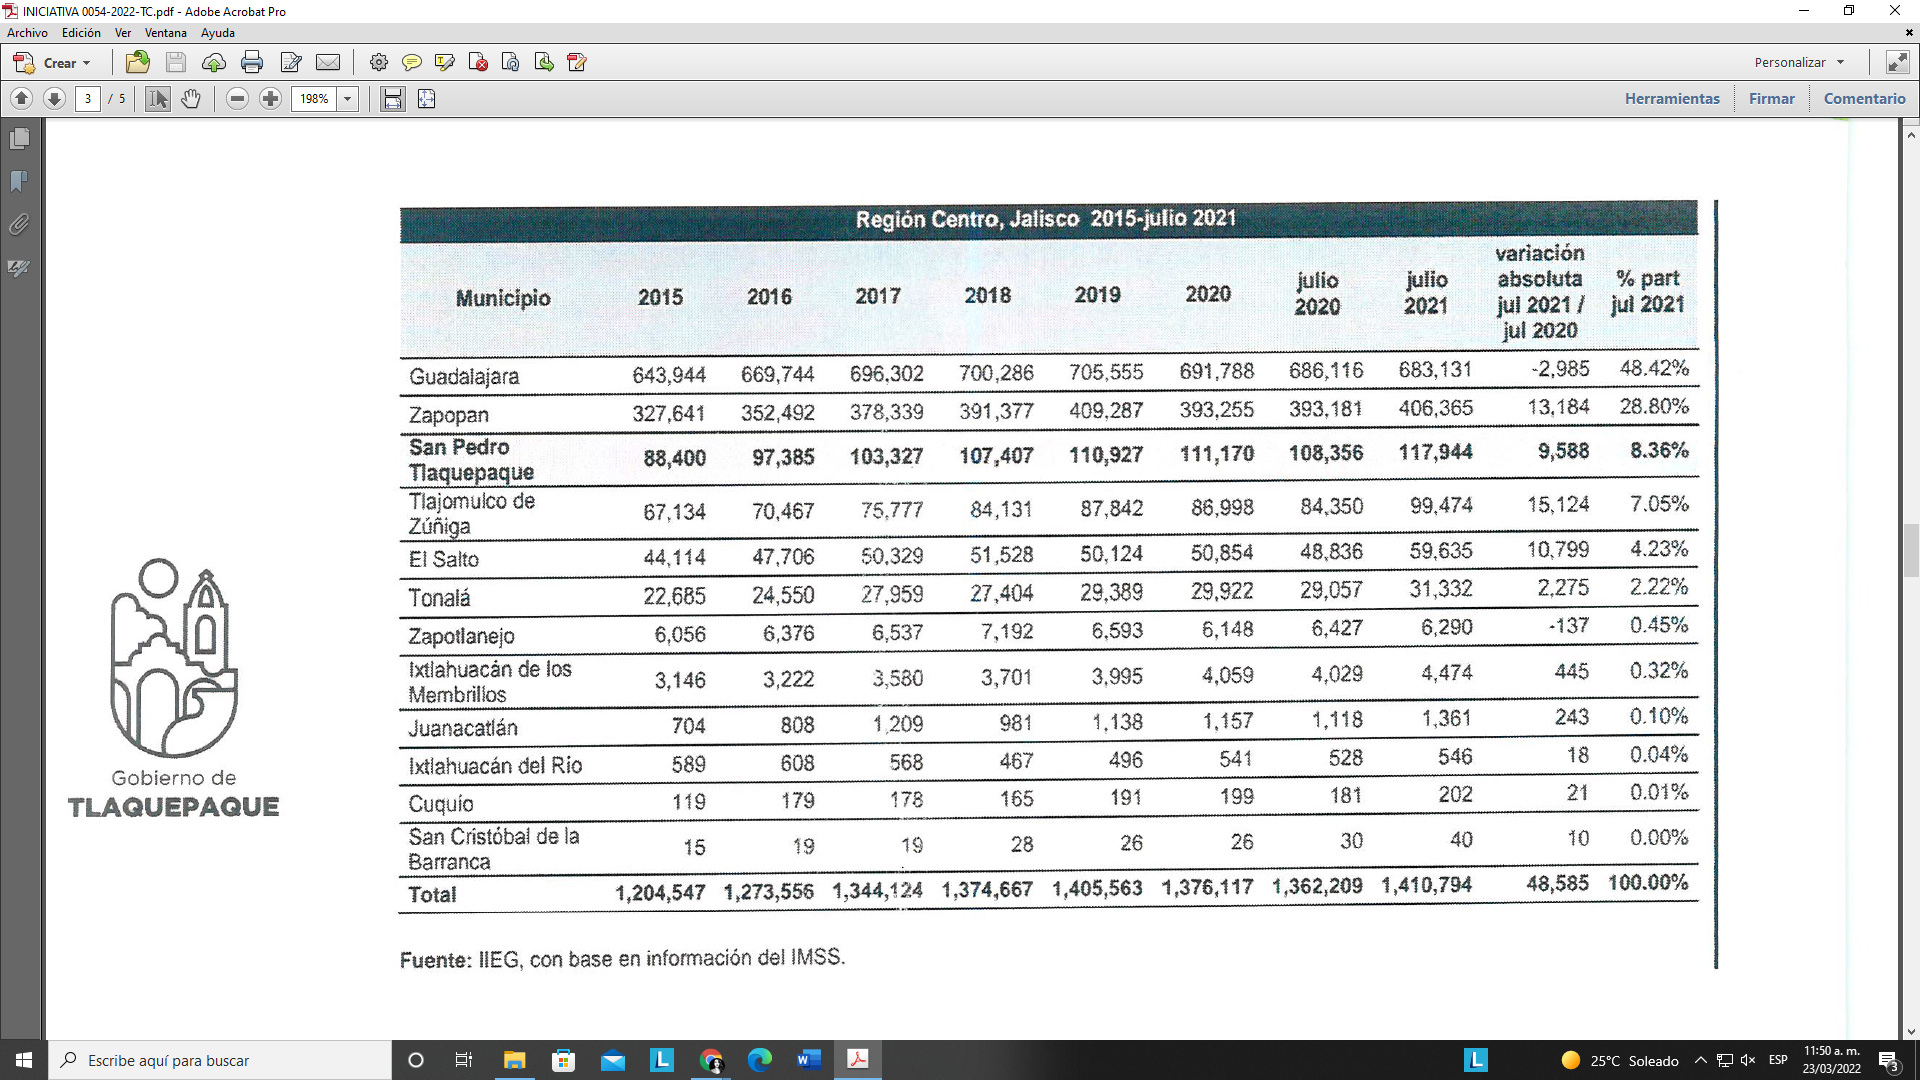 INICIATIVA 0054-2022-TC.pdf - Adobe Acrobat Pro
Archivo Edición Ver Ventana Ayuda
Crear Personalizar
3 / 5 198% Herramientas Firmar Comentario
Región Centro, Jalisco 2015-julio 2021
Municipio 2015 2016 2017 2018 2019 2020 julio 2020 julio 2021 variación absoluta jul 2021 / jul 2020 % part jul 2021
Guadalajara 643,944 669,744 696,302 700,286 705,555 691,788 686,116 683,131 -2,985 48.42%
Zapopan 327,641 352,492 378,339 391,377 409,287 393,255 393,181 406,365 13,184 28.80%
San Pedro Tlaquepaque 88,400 97,385 103,327 107,407 110,927 111,170 108,356 117,944 9,588 8.36%
Tlajomulco de Zúñiga 67,134 70,467 75,777 84,131 87,842 86,998 84,350 99,474 15,124 7.05%
El Salto 44,114 47,706 50,329 51,528 50,124 50,854 48,836 59,635 10,799 4.23%
Tonalá 22,685 24,550 27,959 27,404 29,389 29,922 29,057 31,332 2,275 2.22%
Zapotlanejo 6,056 6,376 6,537 7,192 6,593 6,148 6,427 6,290 -137 0.45%
Ixtlahuacán de los Membrillos 3,146 3,222 3,580 3,701 3,995 4,059 4,029 4,474 445 0.32%
Juanacatlán 704 808 1,209 981 1,138 1,157 1,118 1,361 243 0.10%
Ixtlahuacán del Río 589 608 568 467 496 541 528 546 18 0.04%
Cuquío 119 179 178 165 191 199 181 202 21 0.01%
San Cristóbal de la Barranca 15 19 19 28 26 26 30 40 10 0.00%
Total 1,204,547 1,273,556 1,344,124 1,374,667 1,405,563 1,376,117 1,362,209 1,410,794 48,585 100.00%
Fuente: IIEG, con base en información del IMSS.
Gobierno de
TLAQUEPAQUE
Escribe aquí para buscar
25°C Soleado
ESP
11:50 a. m.
23/03/2022
3